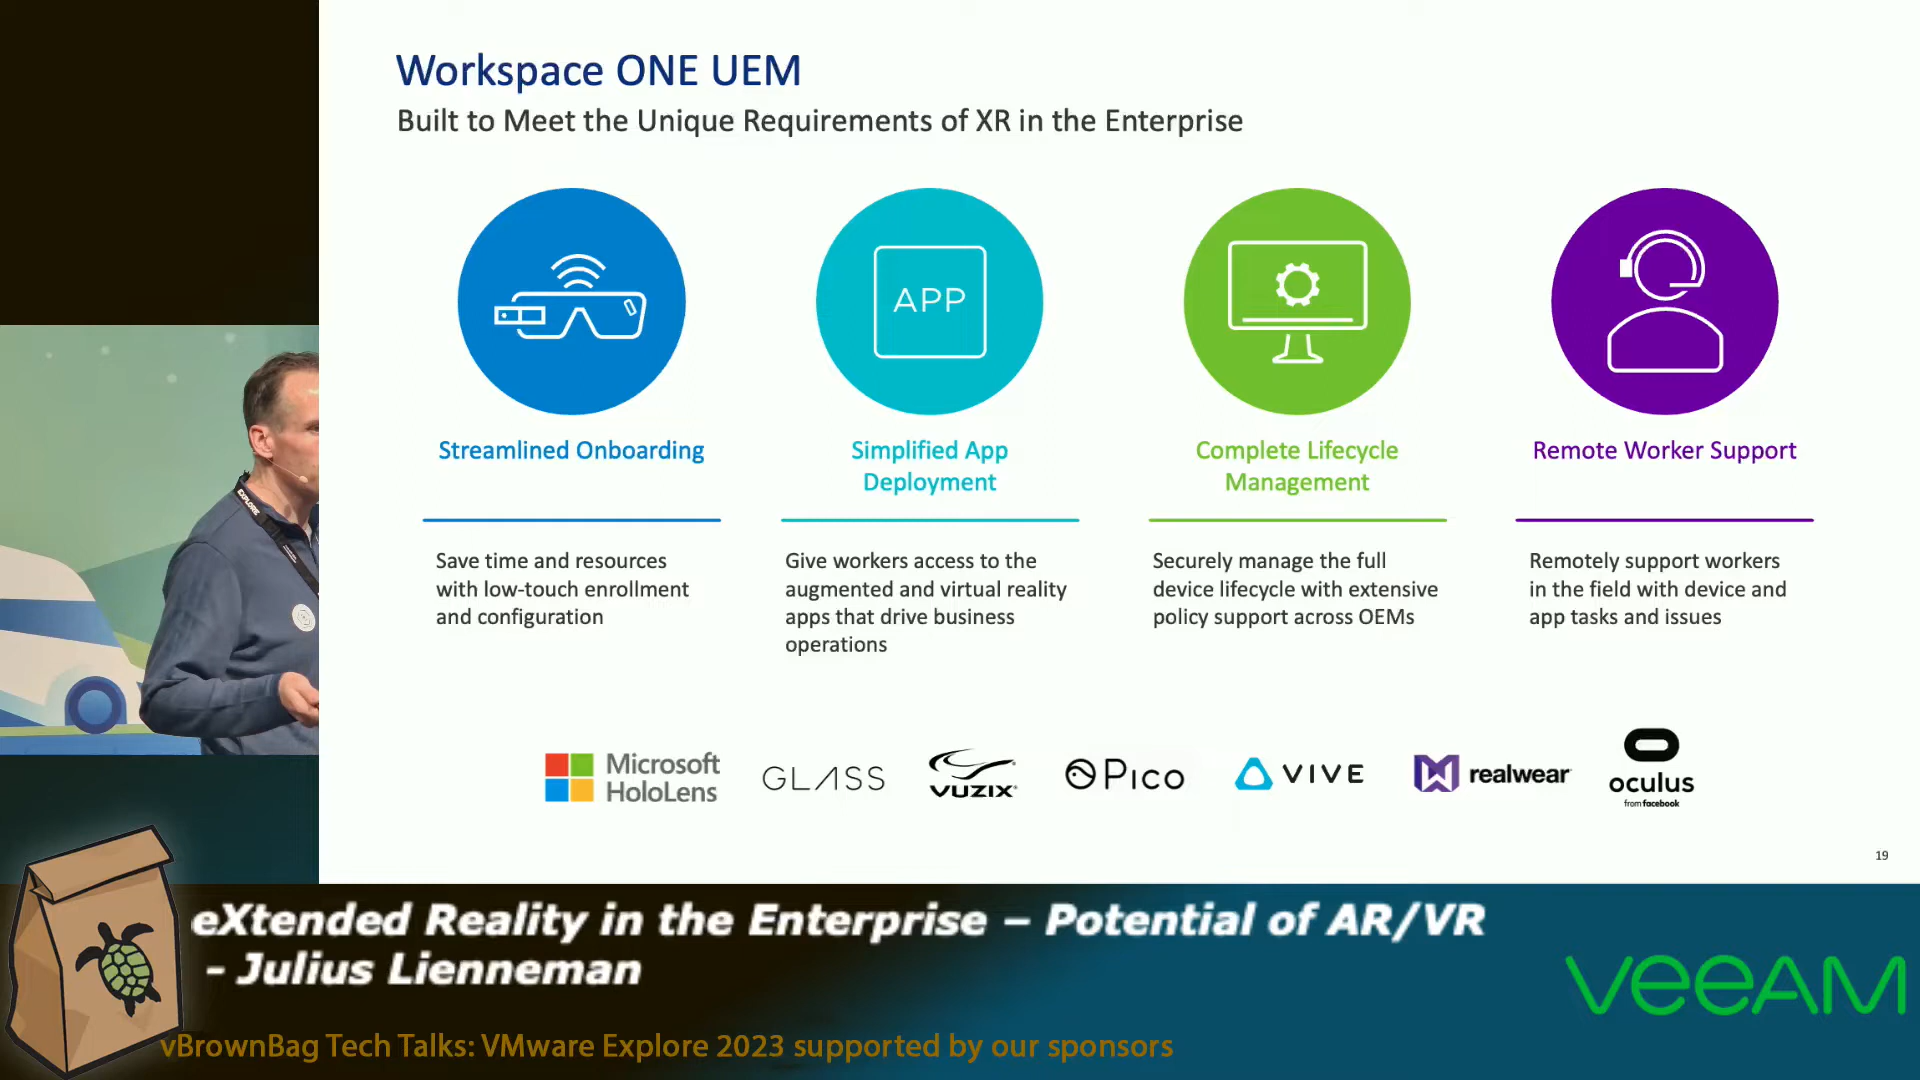 Workspace ONE UEM
Built to Meet the Unique Requirements of XR in the Enterprise
APP
Streamlined Onboarding
Save time and resources
with low-touch enrollment
and configuration
Simplified App
Deployment
Give workers access to the
augmented and virtual reality
apps that drive business
operations
Complete Lifecycle
Management
Securely manage the full
device lifecycle with extensive
policy support across OEMs
Remote Worker Support
Remotely support workers
in the field with device and
app tasks and issues
Microsoft
HoloLens
GLASS
VUZIX
Pico
VIVE
realwear
oculus
from facebook
19
EXPLORE
eXtended Reality in the Enterprise – Potential of AR/VR
- Julius Lienneman
veeAM
vBrownBag Tech Talks: VMware Explore 2023 supported by our sponsors